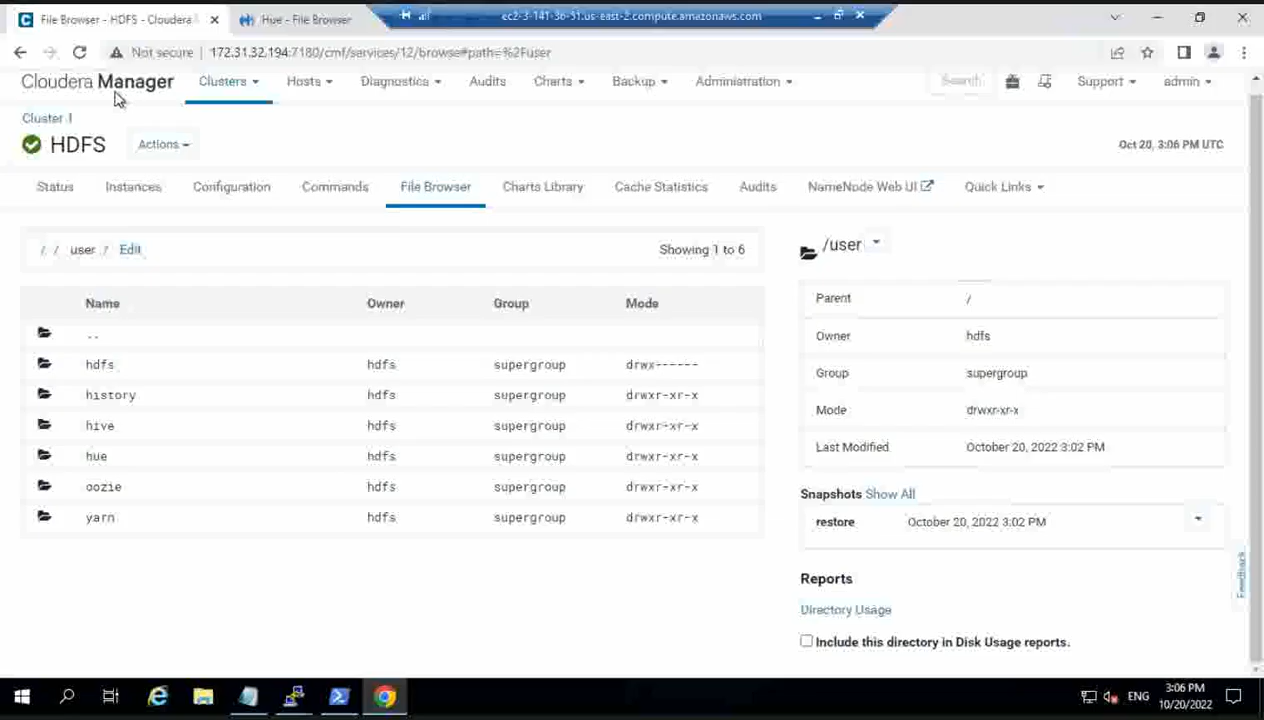 File Browser - HDFS - Cloudera
Hue - File Browser
ec2-3-141-36-51.us-east-2.compute.amazonaws.com
Not secure | 172.31.32.194:7180/cmf/services/12/browse#path=%2Fuser
Cloudera Manager
Clusters
Hosts
Diagnostics
Audits
Charts
Backup
Administration
Search
Support
admin
Cluster 1
HDFS
Actions
Oct 20, 3:06 PM UTC
Status
Instances
Configuration
Commands
File Browser
Charts Library
Cache Statistics
Audits
NameNode Web UI
Quick Links
/ / user / Edit
Showing 1 to 6
Name Owner Group Mode
..
hdfs hdfs supergroup drwx------
history hdfs supergroup drwxr-xr-x
hive hdfs supergroup drwxr-xr-x
hue hdfs supergroup drwxr-xr-x
oozie hdfs supergroup drwxr-xr-x
yarn hdfs supergroup drwxr-xr-x
/user
Parent /
Owner hdfs
Group supergroup
Mode drwxr-xr-x
Last Modified October 20, 2022 3:02 PM
Snapshots Show All
restore October 20, 2022 3:02 PM
Reports
Directory Usage
Include this directory in Disk Usage reports.
Feedback
ENG
3:06 PM
10/20/2022